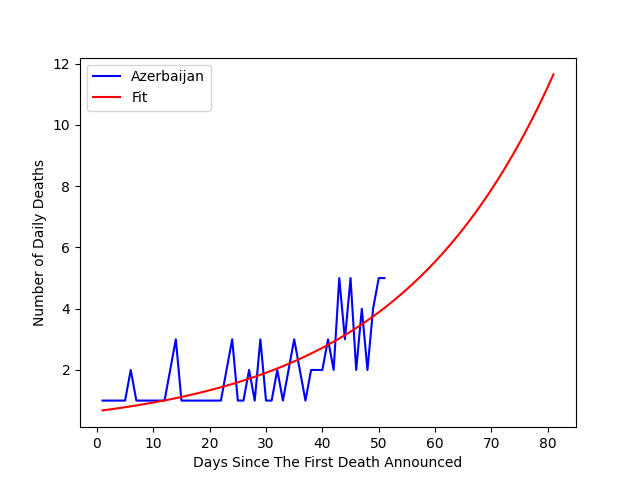 Azerbaijan
Fit
12
10
8
6
4
2
0 10 20 30 40 50 60 70 80
Number of Daily Deaths
Days Since The First Death Announced